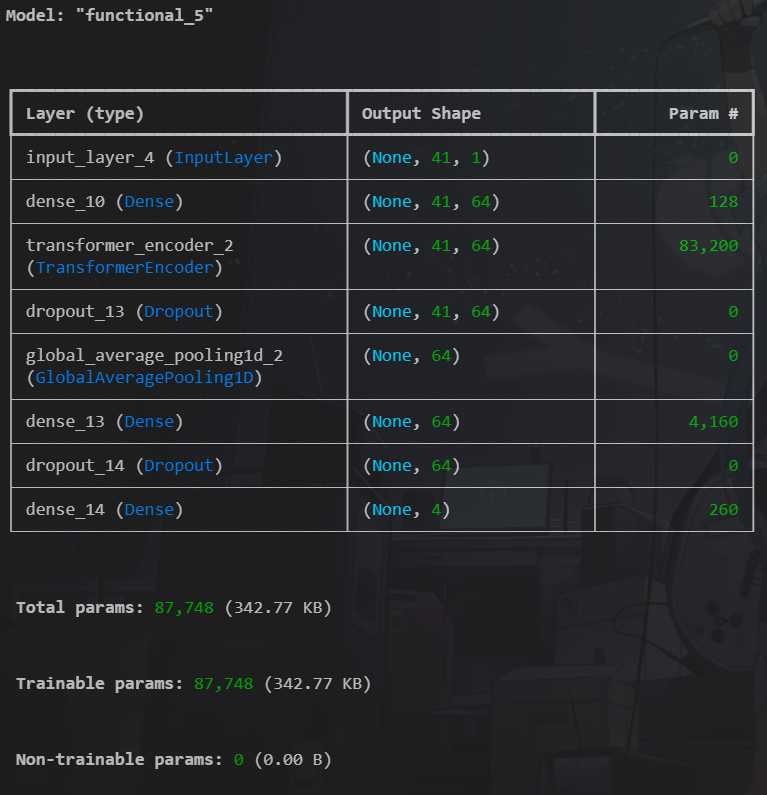 Model: "functional_5"
Layer (type) Output Shape Param #
input_layer_4 (InputLayer) (None, 41, 1) 0
dense_10 (Dense) (None, 41, 64) 128
transformer_encoder_2 (None, 41, 64) 83,200
(TransformerEncoder)
dropout_13 (Dropout) (None, 41, 64) 0
global_average_pooling1d_2 (None, 64) 0
(GlobalAveragePooling1D)
dense_13 (Dense) (None, 64) 4,160
dropout_14 (Dropout) (None, 64) 0
dense_14 (Dense) (None, 4) 260
Total params: 87,748 (342.77 KB)
Trainable params: 87,748 (342.77 KB)
Non-trainable params: 0 (0.00 B)